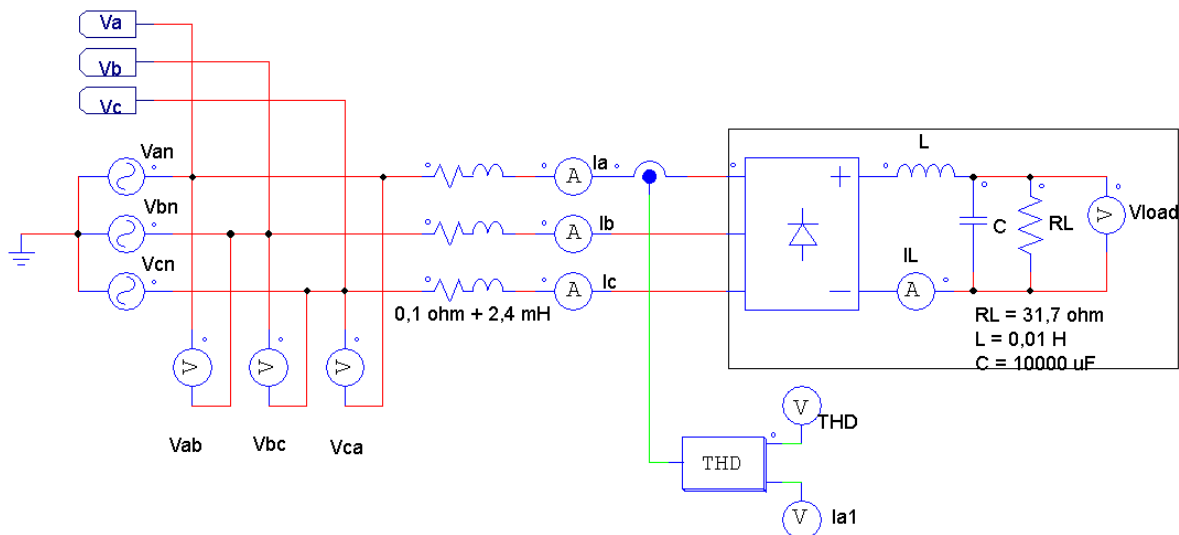 Va
Vb
Vc
Van
Vbn
Vcn
A
Ia
A
Ib
A
Ic
0,1 ohm + 2,4 mH
L
C
RL
V
Vload
IL
A
RL = 31,7 ohm
L = 0,01 H
C = 10000 uF
V
V
V
Vab
Vbc
Vca
V
THD
THD
V
Ia1